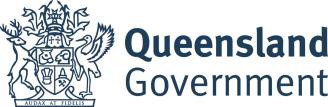 Queensland
Government
AUDAX AT FIDELIS